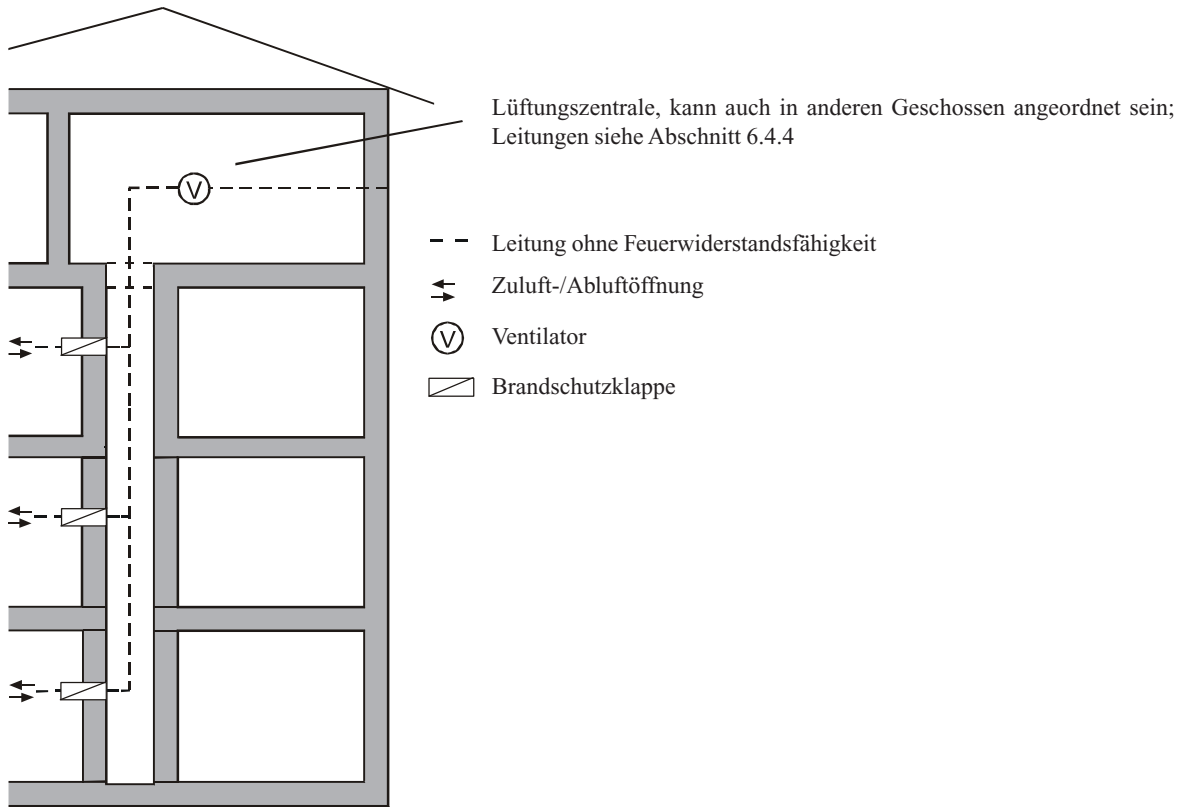 Lüftungszentrale, kann auch in anderen Geschossen angeordnet sein;
Leitungen siehe Abschnitt 6.4.4
V
Leitung ohne Feuerwiderstandsfähigkeit
Zuluft-/Abluftöffnung
V Ventilator
Brandschutzklappe